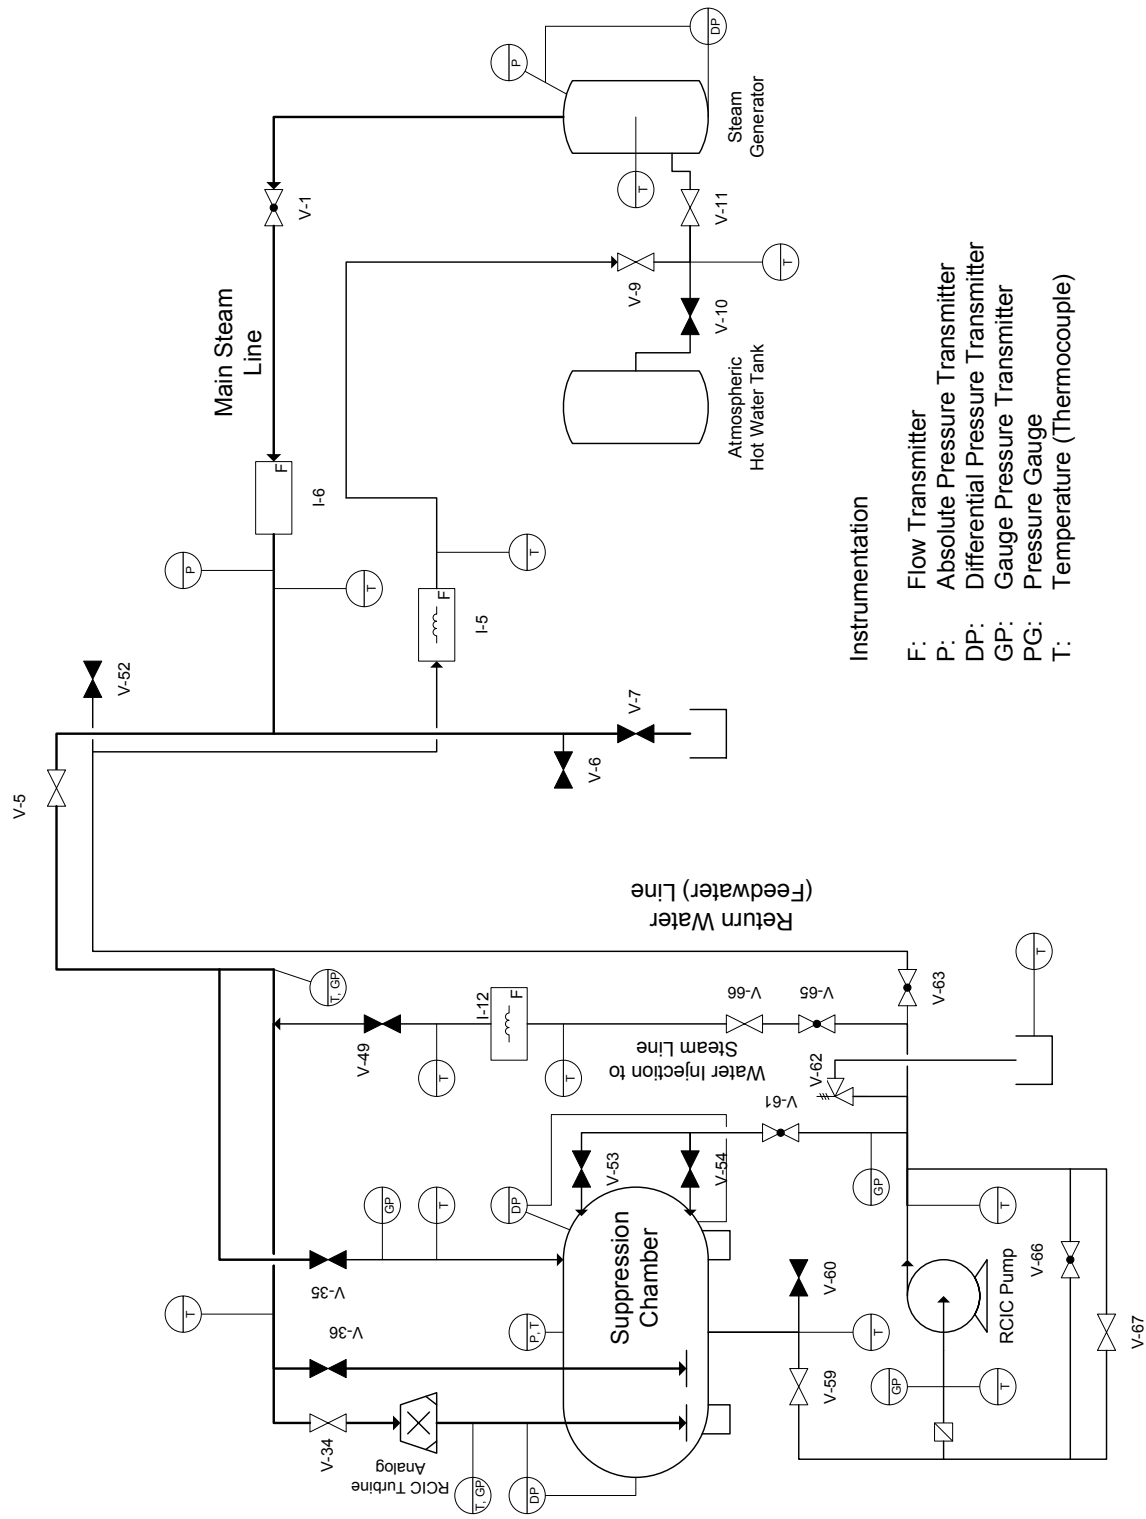 DP
P
Steam
Generator
T
V-1
V-11
T
V-9
V-10
Main Steam
Line
Atmospheric
Hot Water Tank
F
I-6
P
T
T
F
I-5
V-52
V-7
V-6
V-5
Instrumentation
F: Flow Transmitter
P: Absolute Pressure Transmitter
DP: Differential Pressure Transmitter
GP: Gauge Pressure Transmitter
PG: Pressure Gauge
T: Temperature (Thermocouple)
Return Water
(Feedwater) Line
T, GP
I-12
F
V-49
T
T
Water Injection to
Steam Line
V-66
V-65
V-63
T
V-62
V-61
V-53
V-54
DP
GP
T
GP
T
V-35
T
V-36
P, T
Suppression
Chamber
V-60
T
V-59
RCIC Pump
V-66
V-67
GP
T
V-34
RCIC Turbine
Analog
T, GP
DP